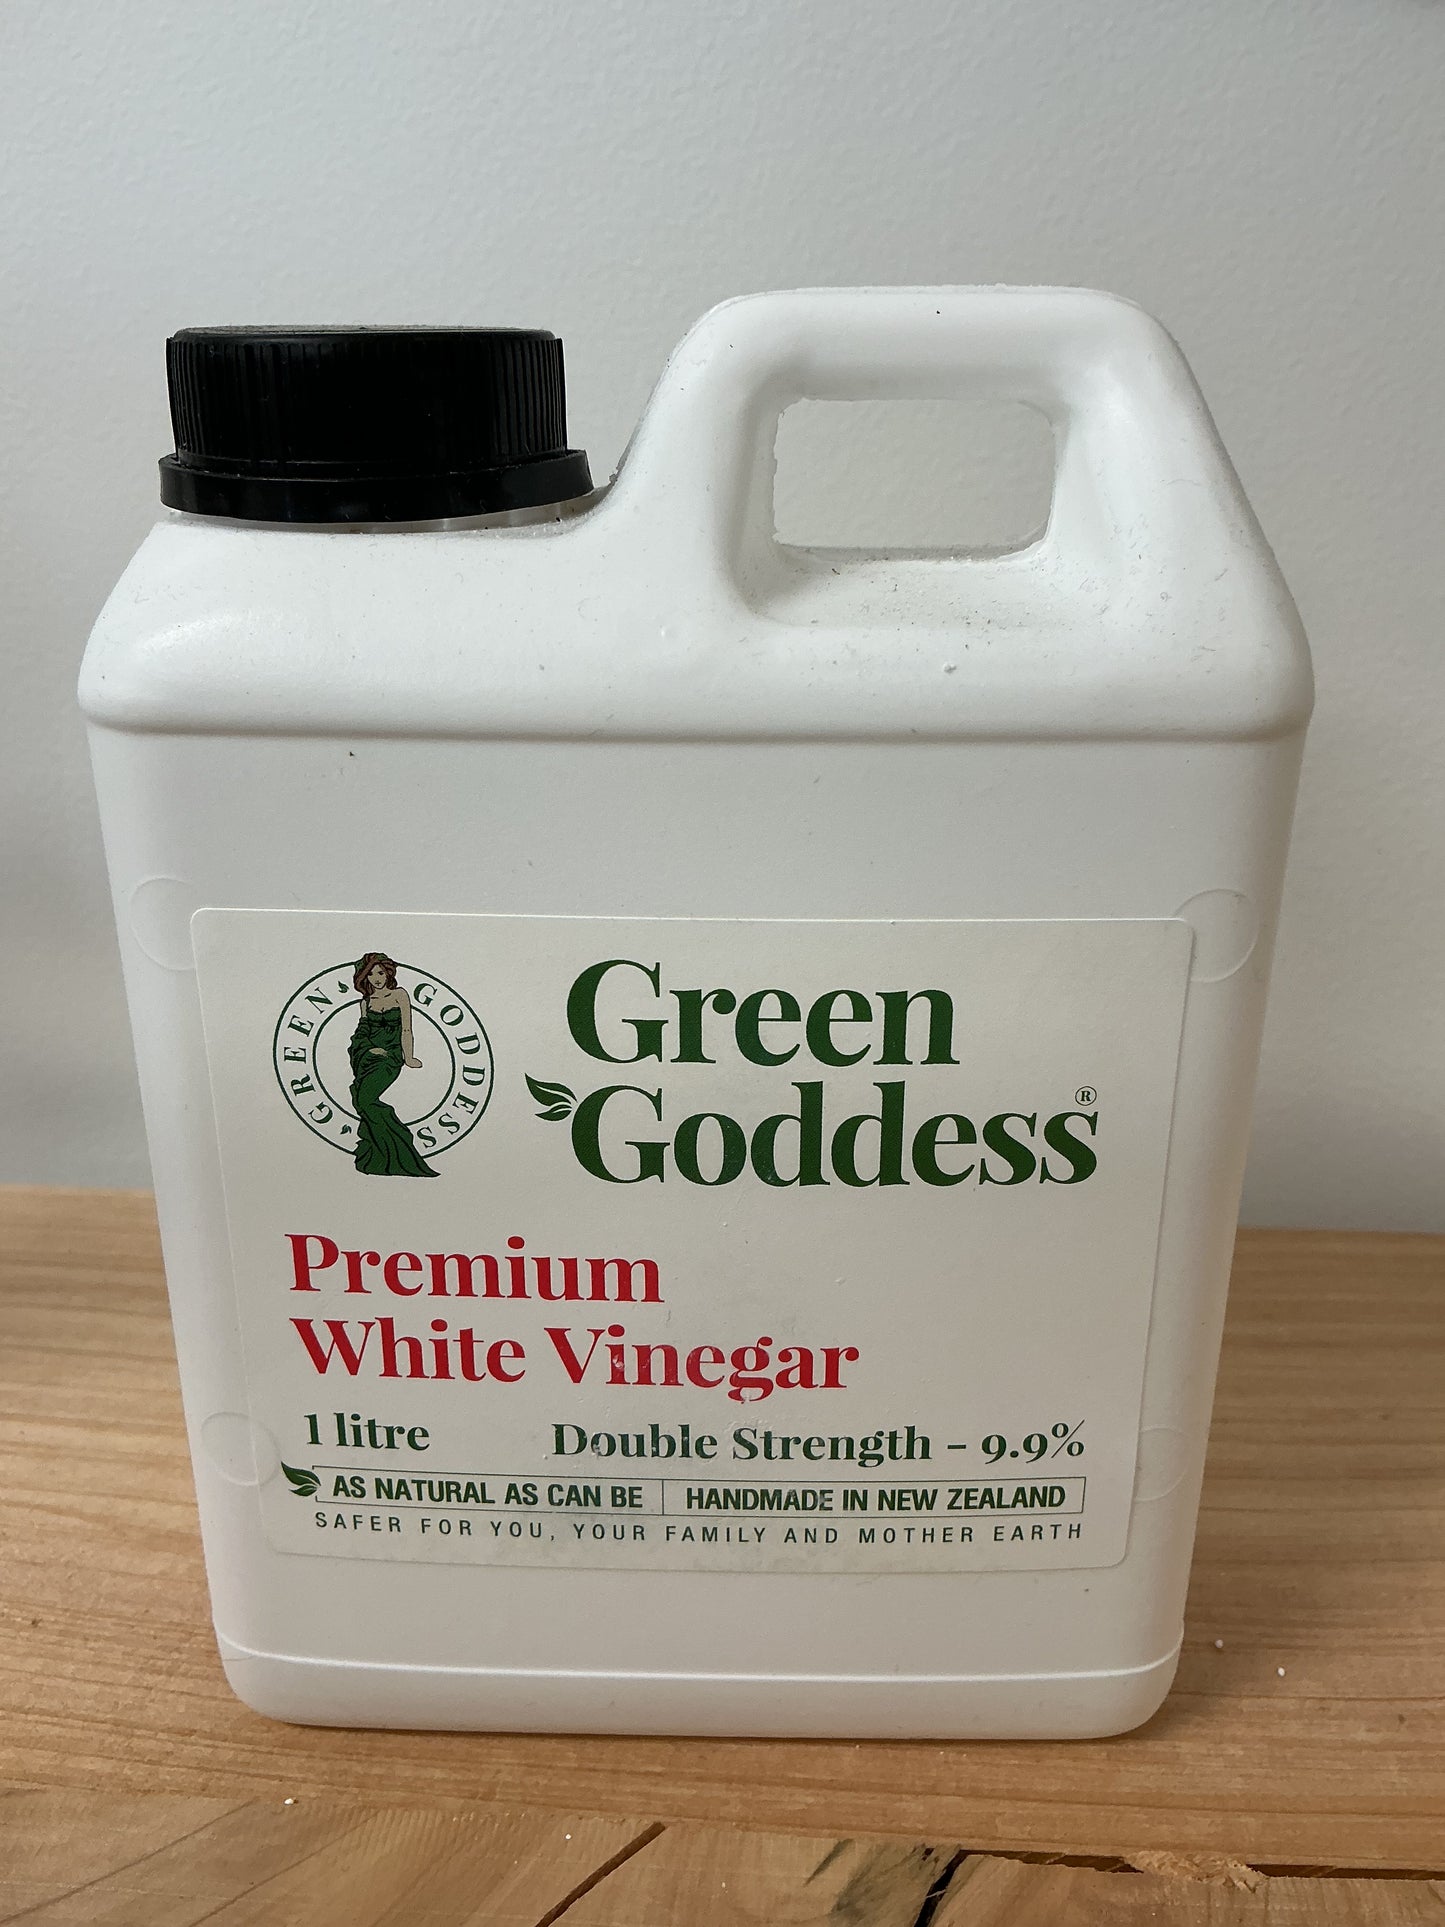 GREEN GODDESS
Green
Goddess®
Premium
White Vinegar
1 litre Double Strength – 9.9%
AS NATURAL AS CAN BE | HANDMADE IN NEW ZEALAND
SAFER FOR YOU, YOUR FAMILY AND MOTHER EARTH